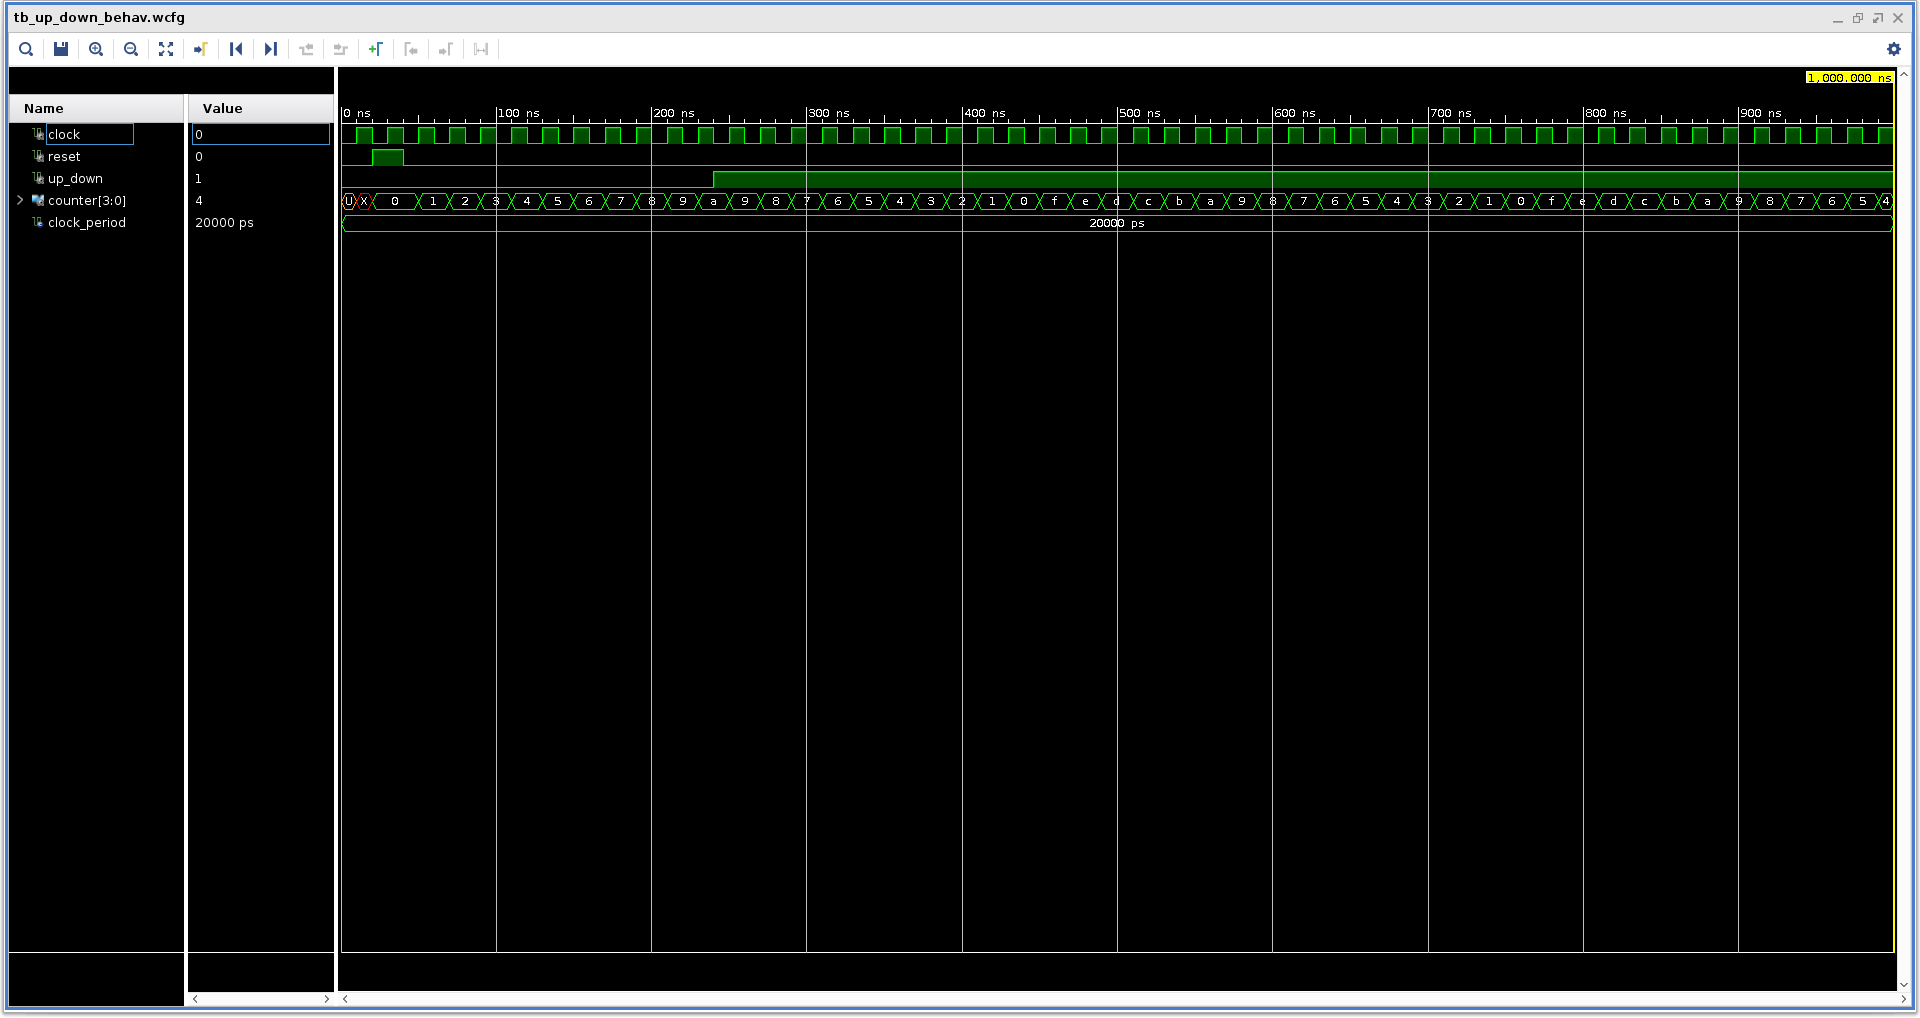 tb_up_down_behav.wcfg
1,000.000 ns
Name Value
0 ns 100 ns 200 ns 300 ns 400 ns 500 ns 600 ns 700 ns 800 ns 900 ns
clock 0
reset 0
up_down 1
counter[3:0] 4 U X 0 1 2 3 4 5 6 7 8 9 a 9 8 7 6 5 4 3 2 1 0 f e d c b a 9 8 7 6 5 4 3 2 1 0 f e d c b a 9 8 7 6 5 4
clock_period 20000 ps 20000 ps